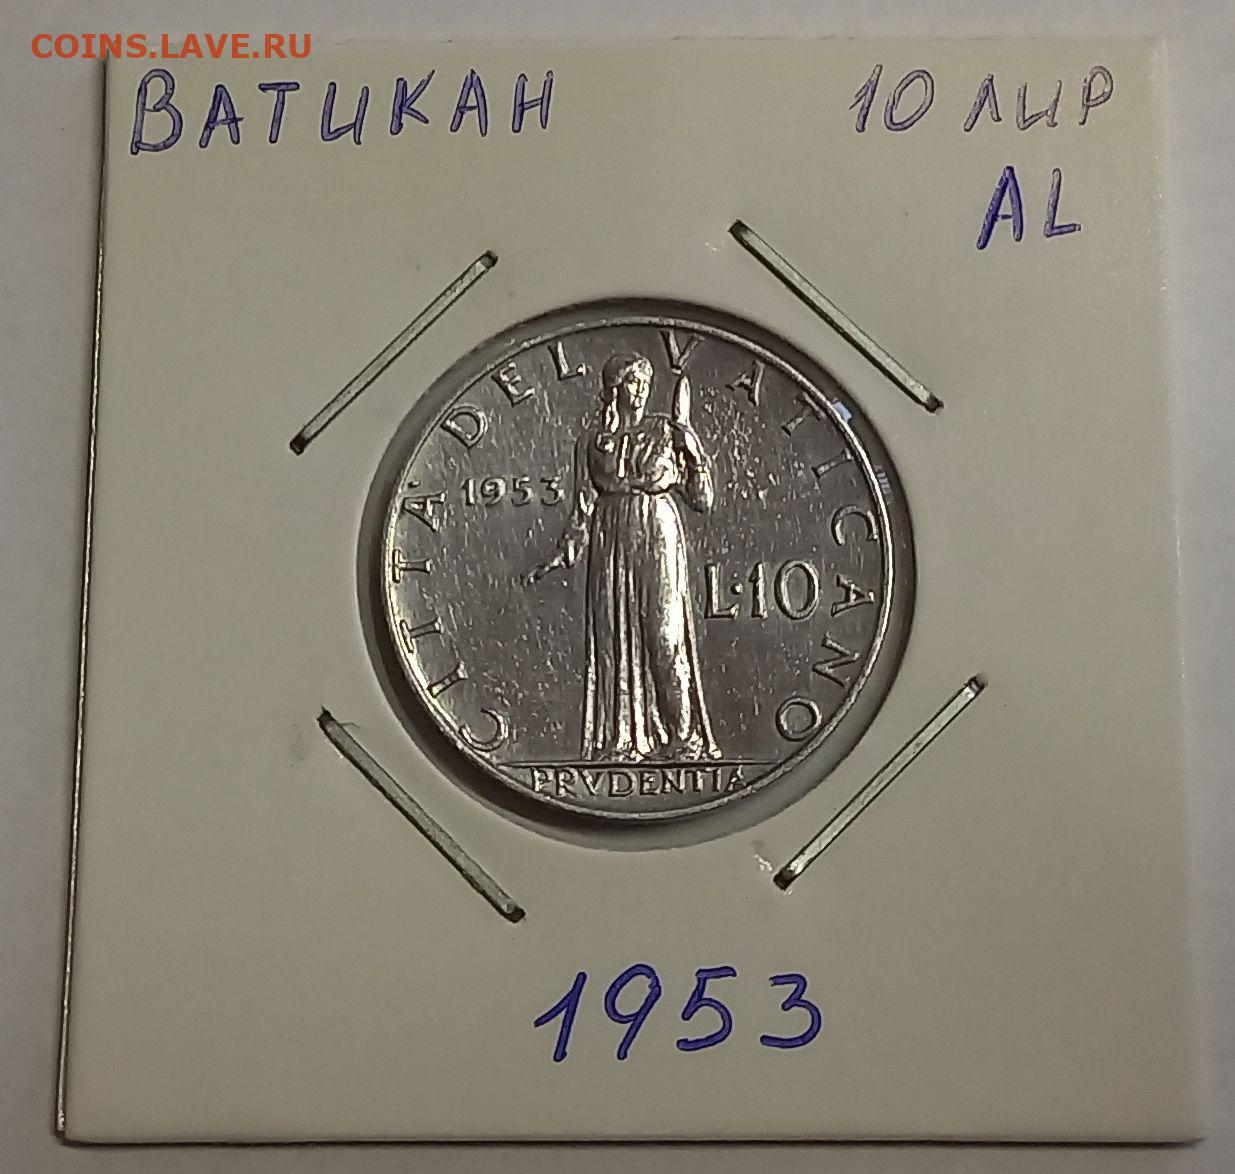 COINS.LAVE.RU
ВАТИКАН 10 ЛИР
AL
CITTA' DEL VATICANO
1953
L·10
PRVDENTIA
1953